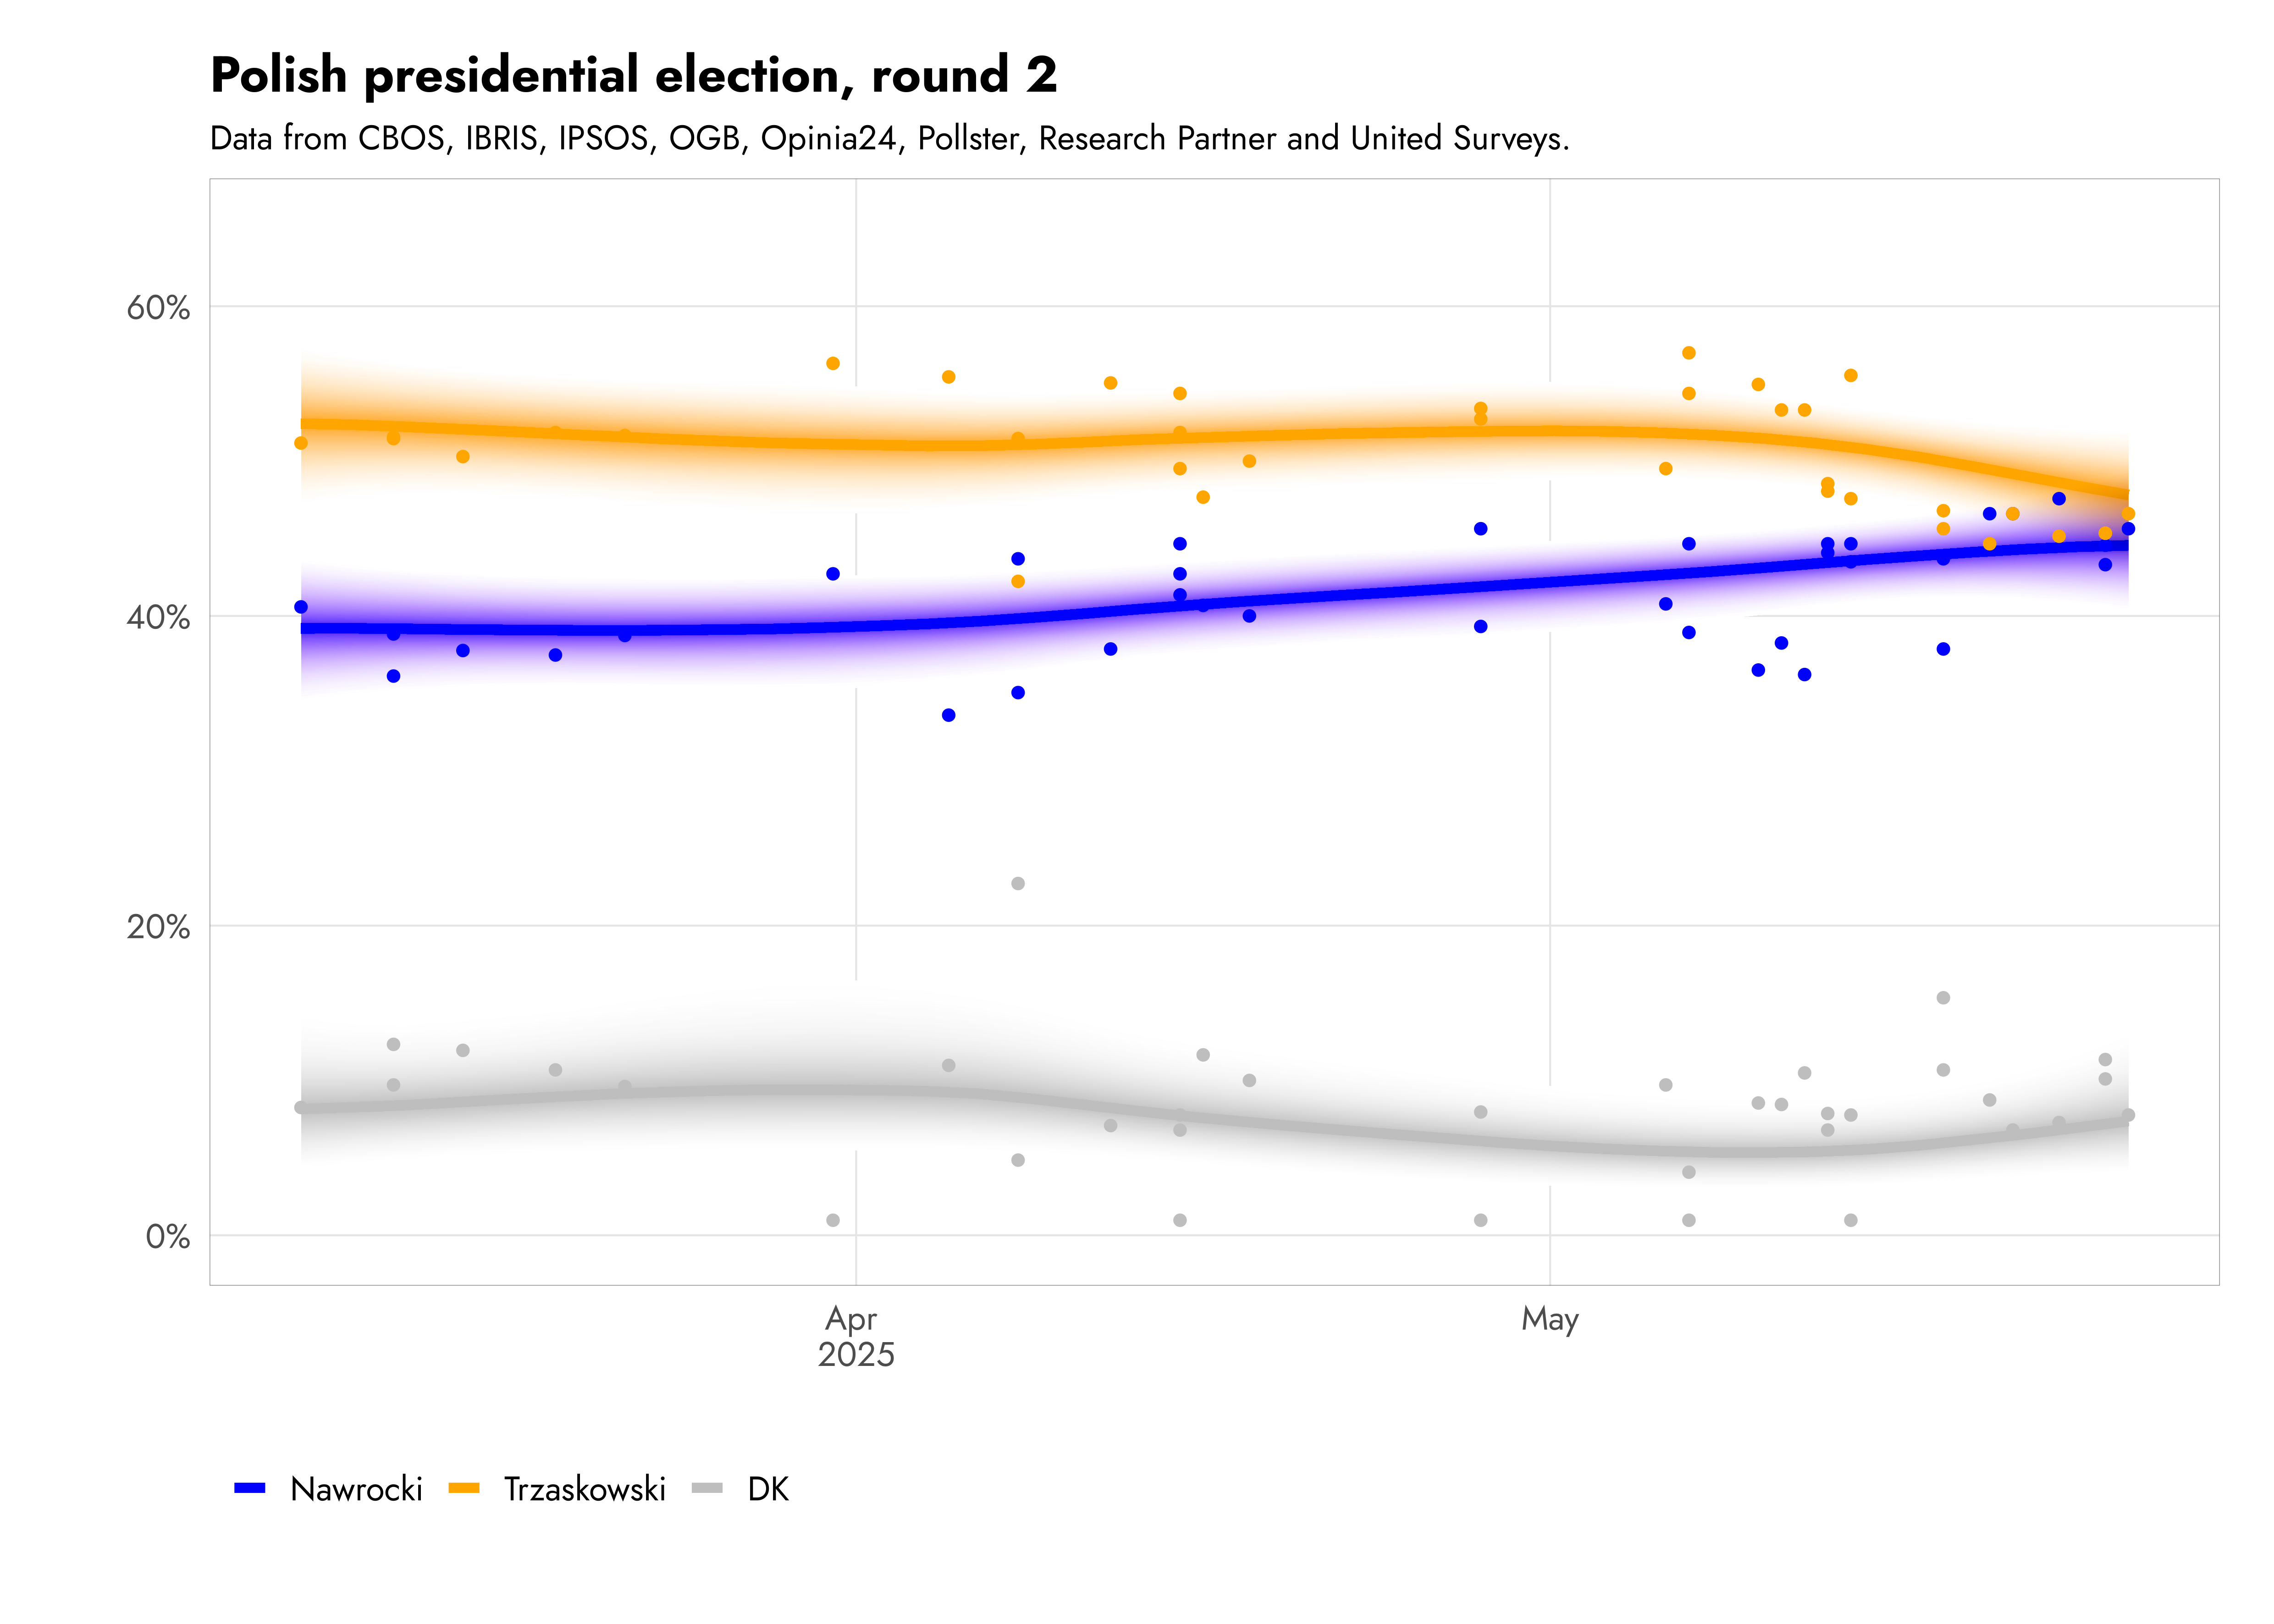 Polish presidential election, round 2
Data from CBOS, IBRIS, IPSOS, OGB, Opinia24, Pollster, Research Partner and United Surveys.
60%
40%
20%
0%
Apr
2025
May
Nawrocki
Trzaskowski
DK